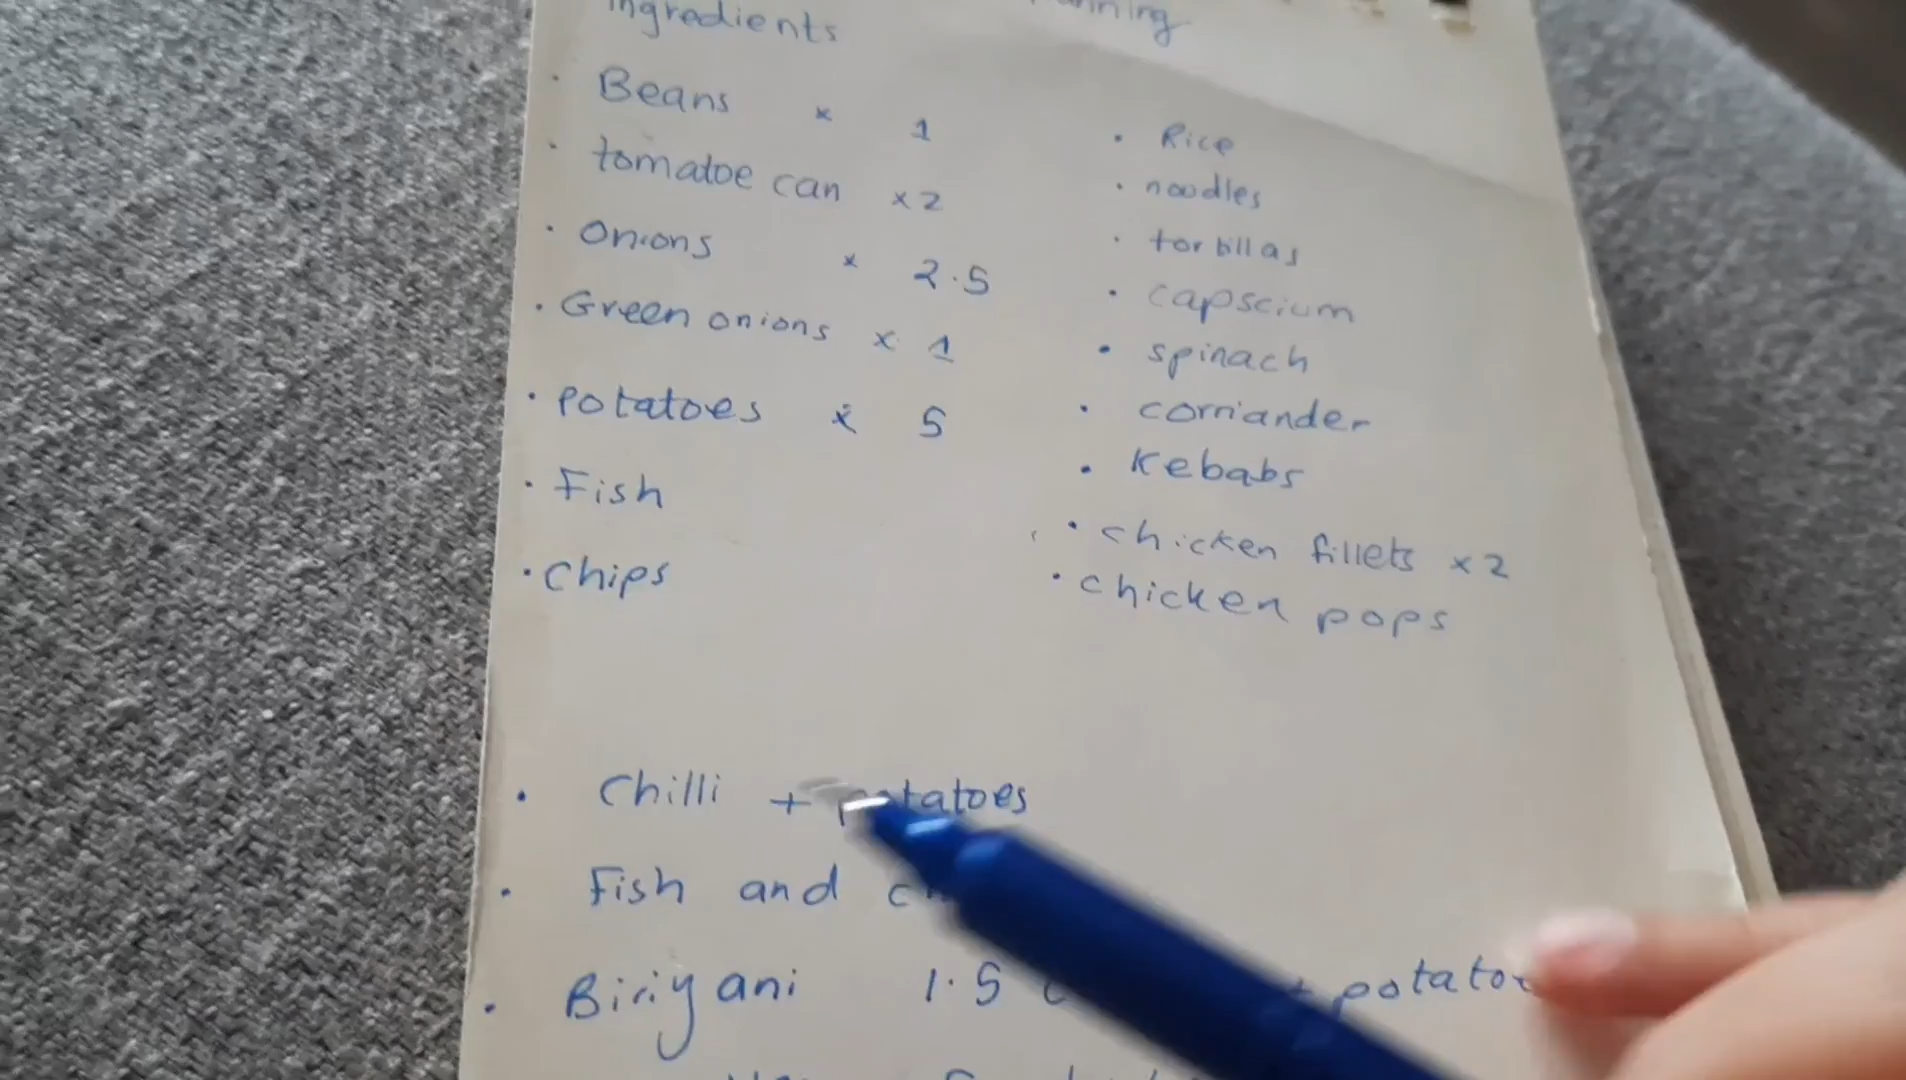 ingredients
• Beans x 1
• tomatoe can x2
• onions x 2.5
• Green onions x 1
• potatoes x 5
• Fish
• chips
• Rice
• noodles
• tortillas
• capscium
• spinach
• corriander
• Kebabs
• chicken fillets x2
• chicken pops
• Chilli + potatoes
• Fish and
• Biriyani 1.5 +